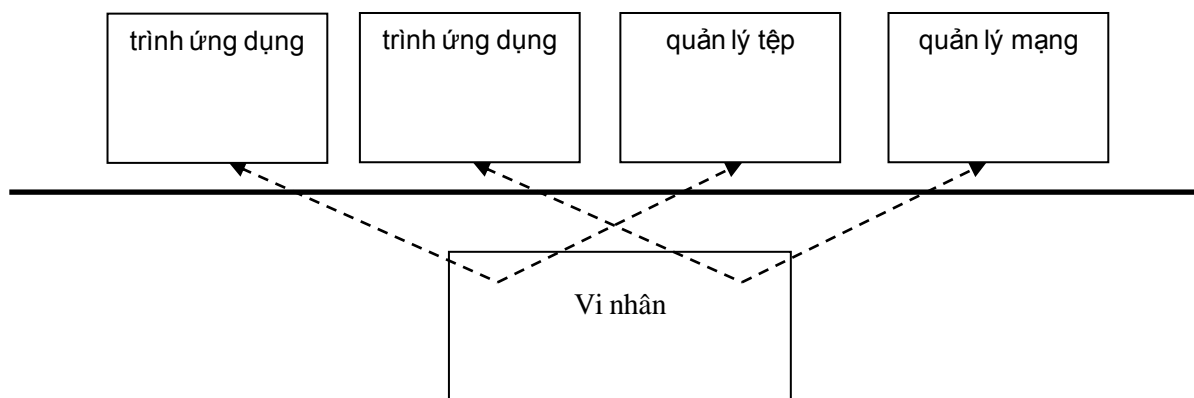 trình ứng dụng
trình ứng dụng
quản lý tệp
quản lý mạng
Vi nhân